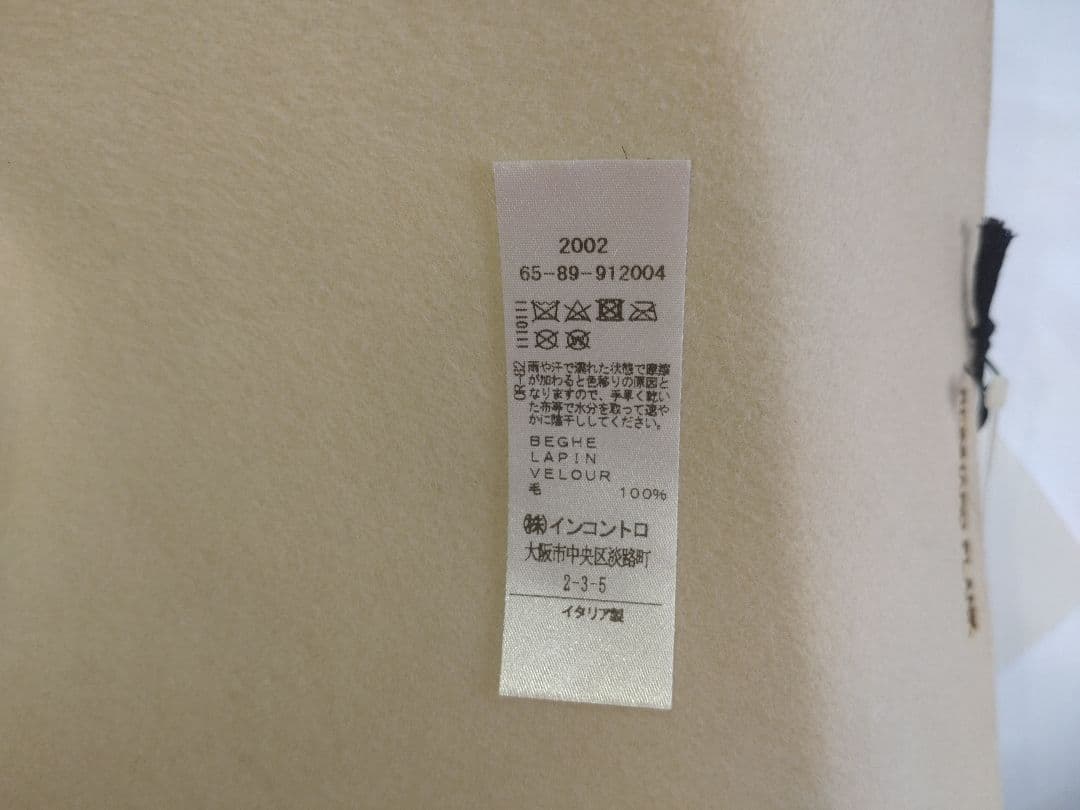 2002
65-89-912004
1110111
OR-E2
雨や汗で濡れた状態で摩擦
が加わると色移りの原因と
なりますので、手早く乾い
た布等で水分を取って速や
かに陰干ししてください。
BEGHE
LAPIN
VELOUR
毛 100%
(株)インコントロ
大阪市中央区淡路町
2-3-5
イタリア製